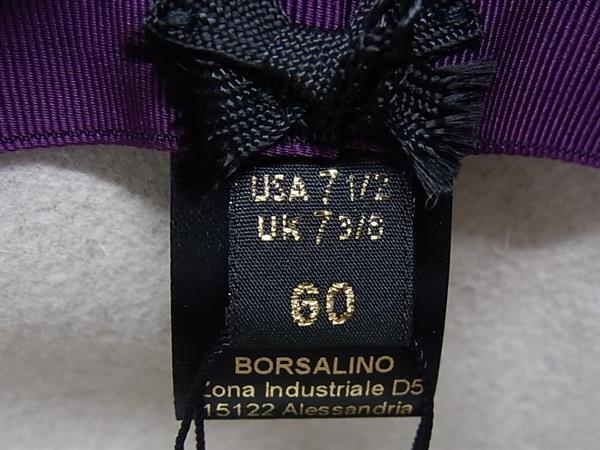 USA 7 1/2
UK 7 3/8
60
BORSALINO
Zona Industriale D5
15122 Alessandria